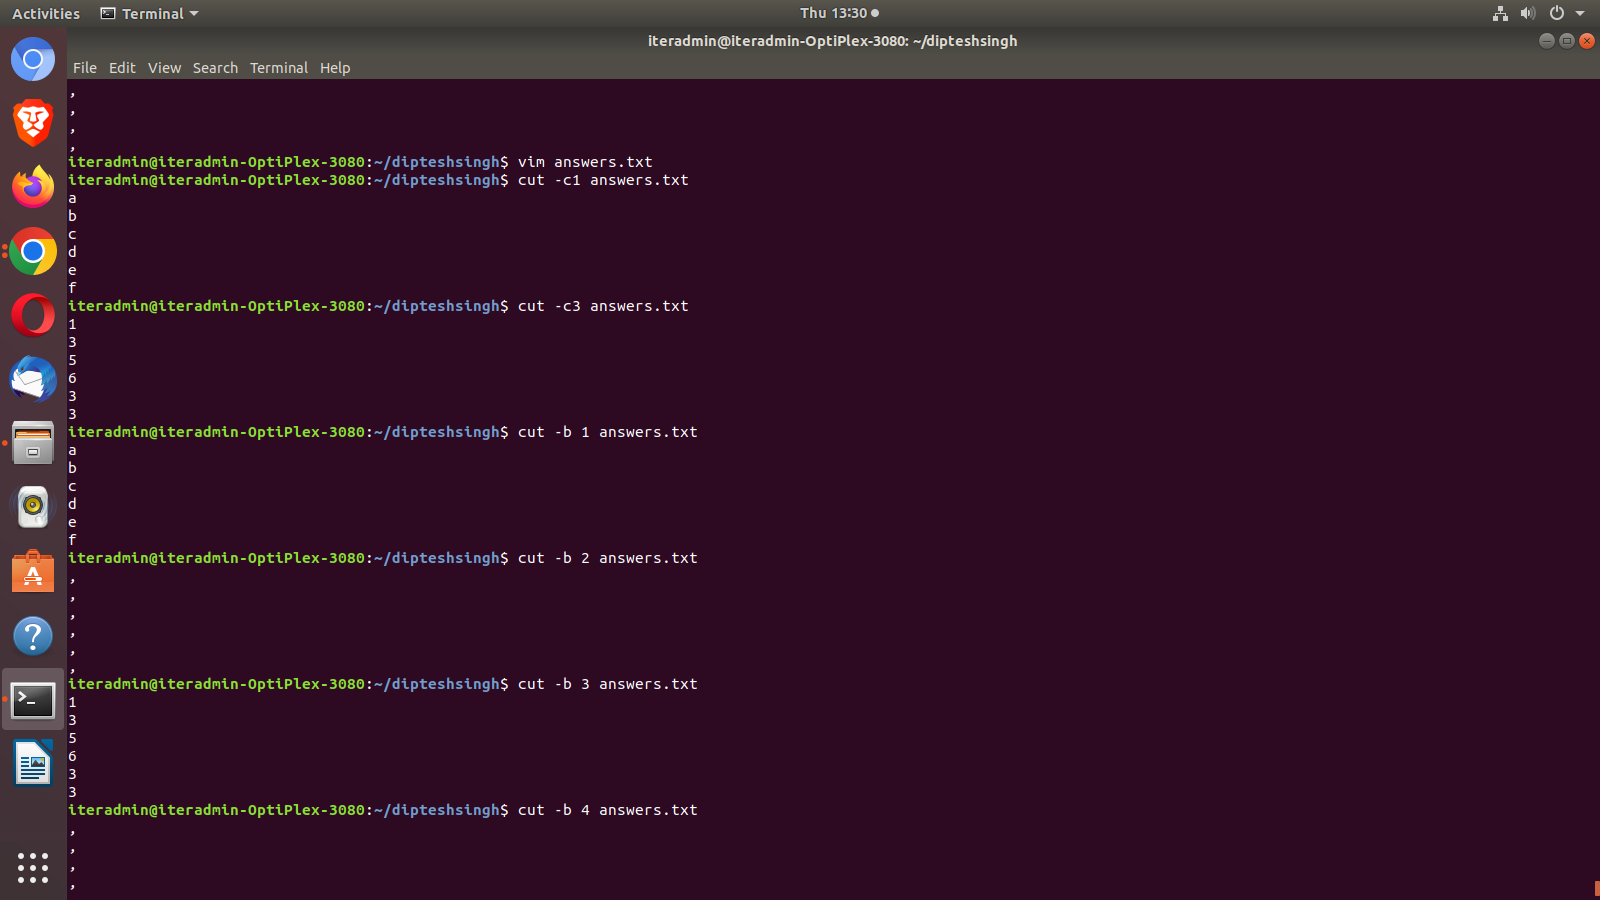 Activities Terminal Thu 13:30
iteradmin@iteradmin-OptiPlex-3080: ~/dipteshsingh
File Edit View Search Terminal Help
,
,
,
,
iteradmin@iteradmin-OptiPlex-3080:~/dipteshsingh$ vim answers.txt
iteradmin@iteradmin-OptiPlex-3080:~/dipteshsingh$ cut -c1 answers.txt
a
b
c
d
e
f
iteradmin@iteradmin-OptiPlex-3080:~/dipteshsingh$ cut -c3 answers.txt
1
3
5
6
3
3
iteradmin@iteradmin-OptiPlex-3080:~/dipteshsingh$ cut -b 1 answers.txt
a
b
c
d
e
f
iteradmin@iteradmin-OptiPlex-3080:~/dipteshsingh$ cut -b 2 answers.txt
,
,
,
,
,
,
iteradmin@iteradmin-OptiPlex-3080:~/dipteshsingh$ cut -b 3 answers.txt
1
3
5
6
3
3
iteradmin@iteradmin-OptiPlex-3080:~/dipteshsingh$ cut -b 4 answers.txt
,
,
,
,